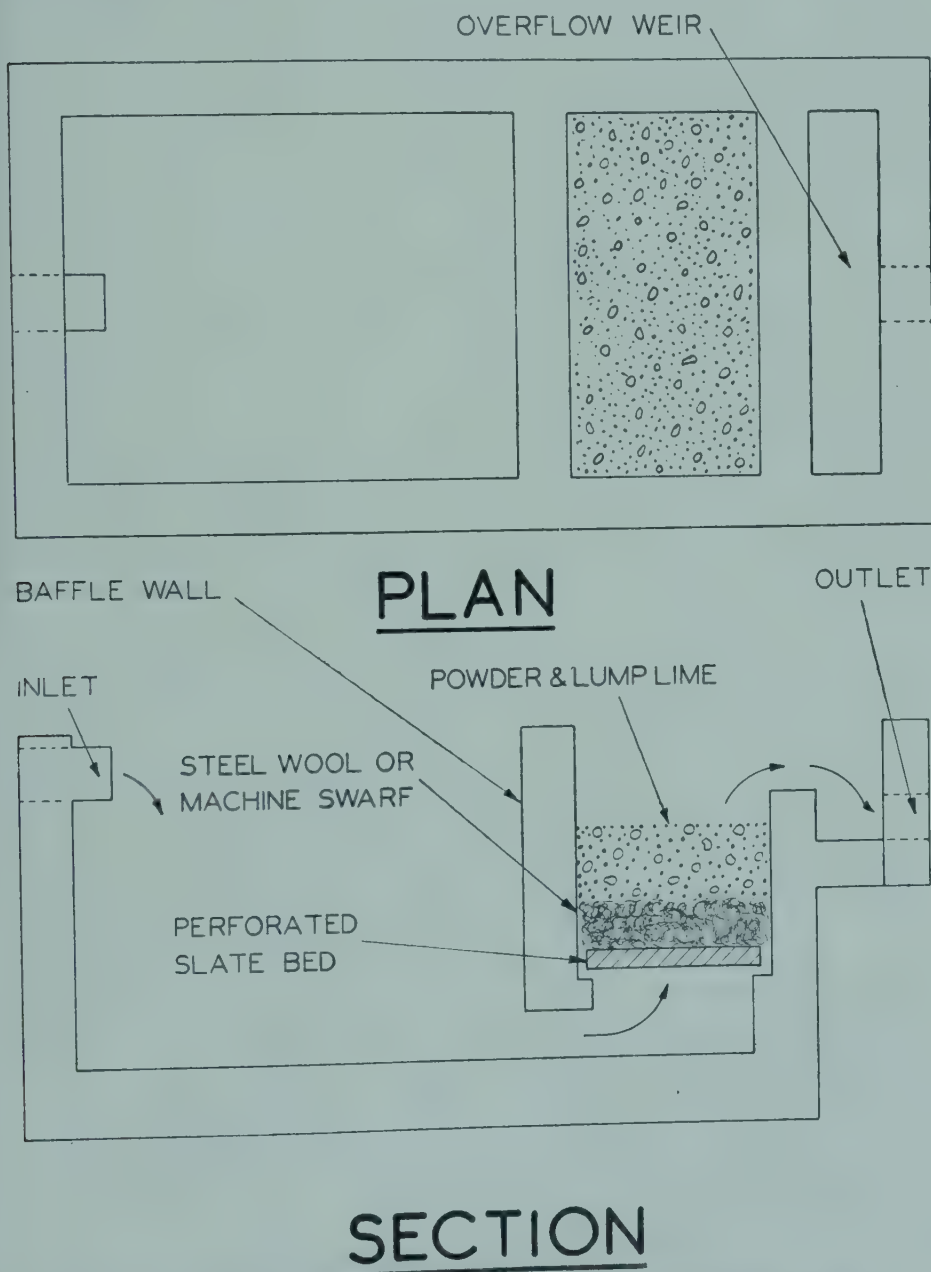 OVERFLOW WEIR
PLAN
BAFFLE WALL
OUTLET
INLET
POWDER & LUMP LIME
STEEL WOOL OR
MACHINE SWARF
PERFORATED
SLATE BED
SECTION